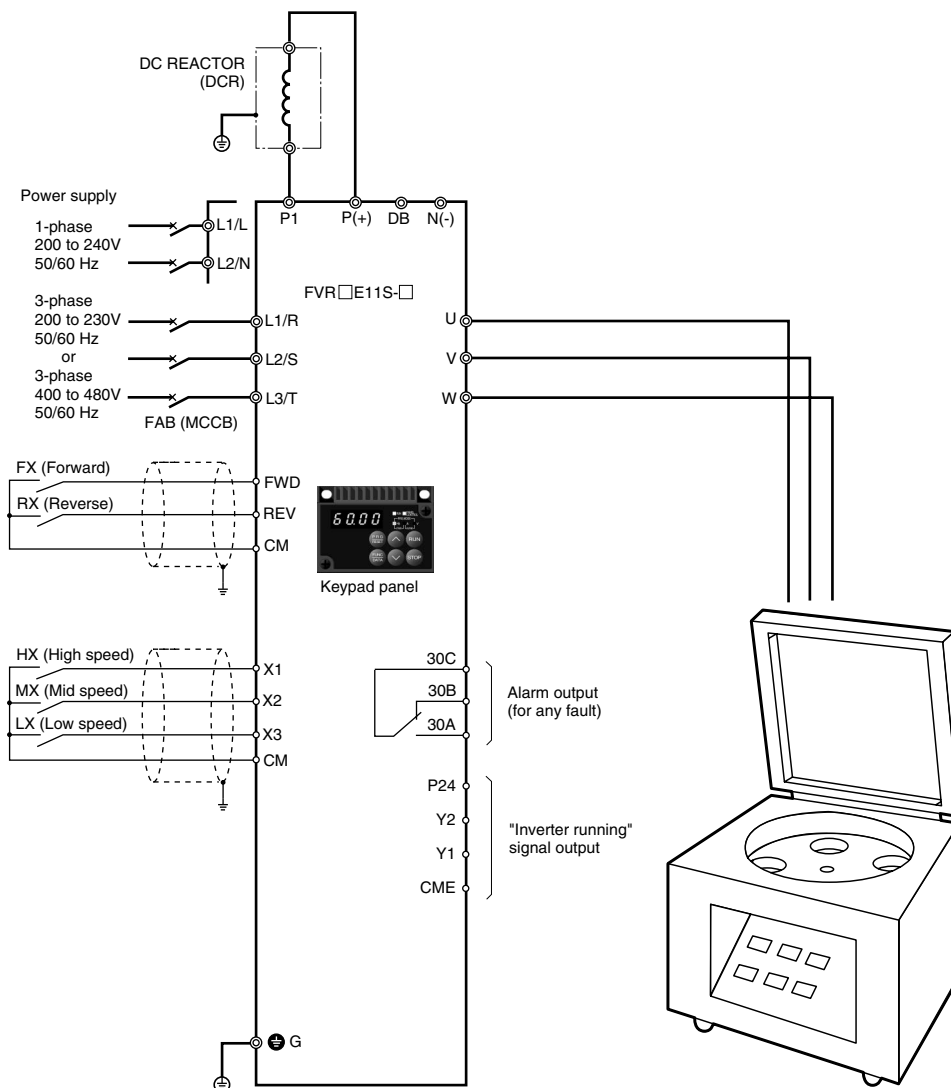 DC REACTOR
(DCR)
Power supply
1-phase
200 to 240V
50/60 Hz
L1/L
L2/N
P1
P(+)
DB
N(-)
FVR□E11S-□
3-phase
200 to 230V
50/60 Hz
or
3-phase
400 to 480V
50/60 Hz
FAB (MCCB)
L1/R
L2/S
L3/T
U
V
W
FX (Forward)
RX (Reverse)
FWD
REV
CM
60.00
RUN
STOP
Keypad panel
HX (High speed)
MX (Mid speed)
LX (Low speed)
X1
X2
X3
CM
30C
30B
30A
Alarm output
(for any fault)
P24
Y2
Y1
CME
"Inverter running"
signal output
G